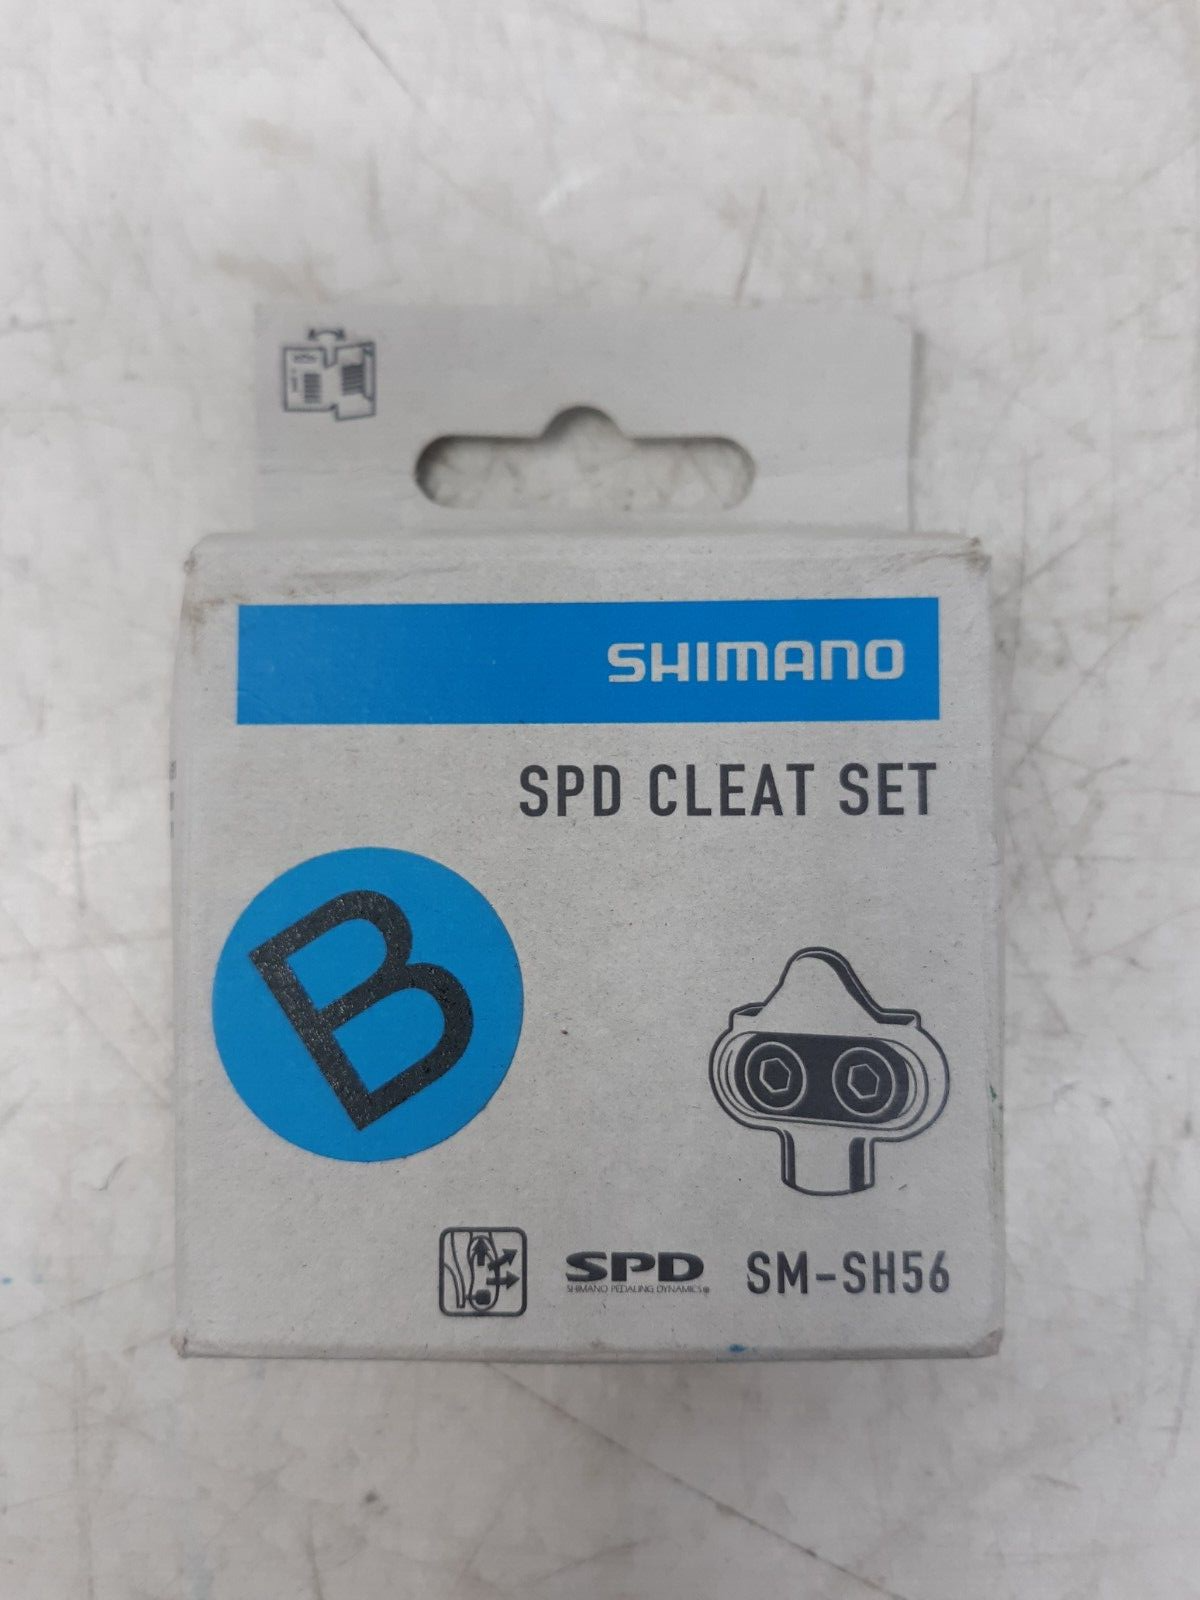 SHIMANO
SPD CLEAT SET
B
SPD
SHIMANO PEDALING DYNAMICS®
SM-SH56